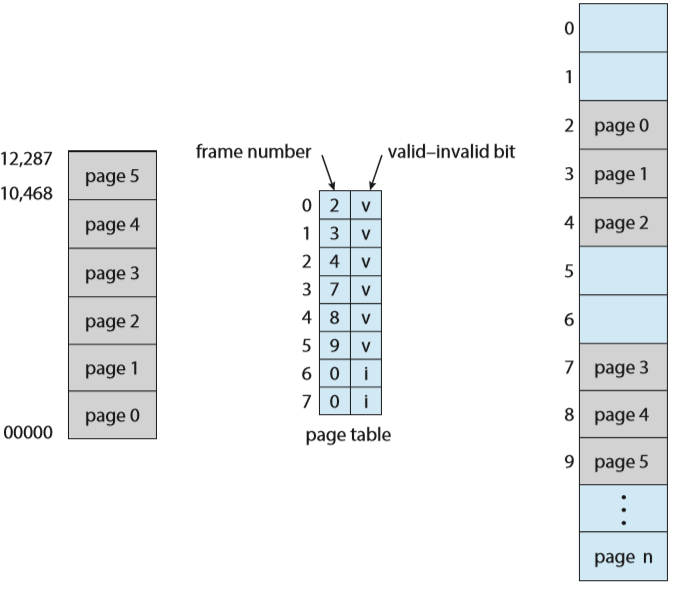 12,287
10,468
00000
page 5
page 4
page 3
page 2
page 1
page 0
frame number
valid–invalid bit
0 2 v
1 3 v
2 4 v
3 7 v
4 8 v
5 9 v
6 0 i
7 0 i
page table
0
1
2 page 0
3 page 1
4 page 2
5
6
7 page 3
8 page 4
9 page 5
page n